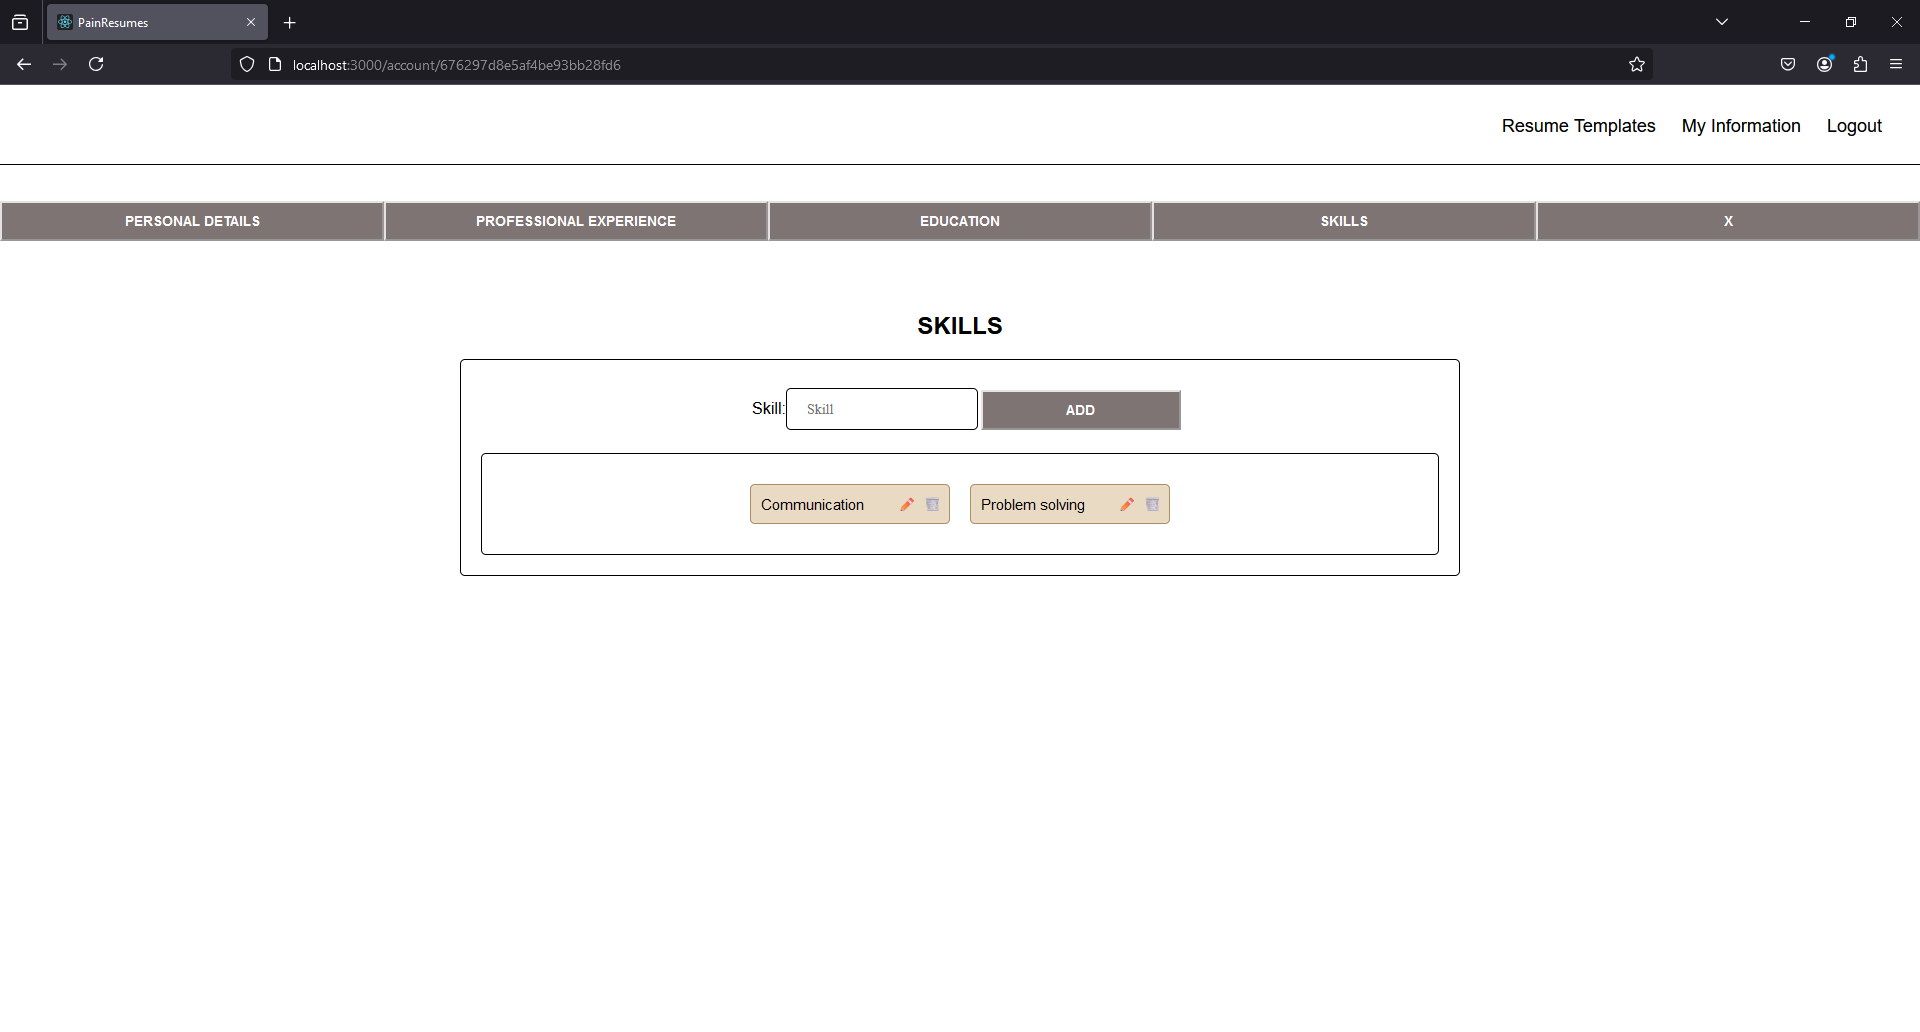 PainResumes
localhost:3000/account/676297d8e5af4be93bb28fd6
Resume Templates My Information Logout
PERSONAL DETAILS PROFESSIONAL EXPERIENCE EDUCATION SKILLS X
SKILLS
Skill: Skill ADD
Communication Problem solving